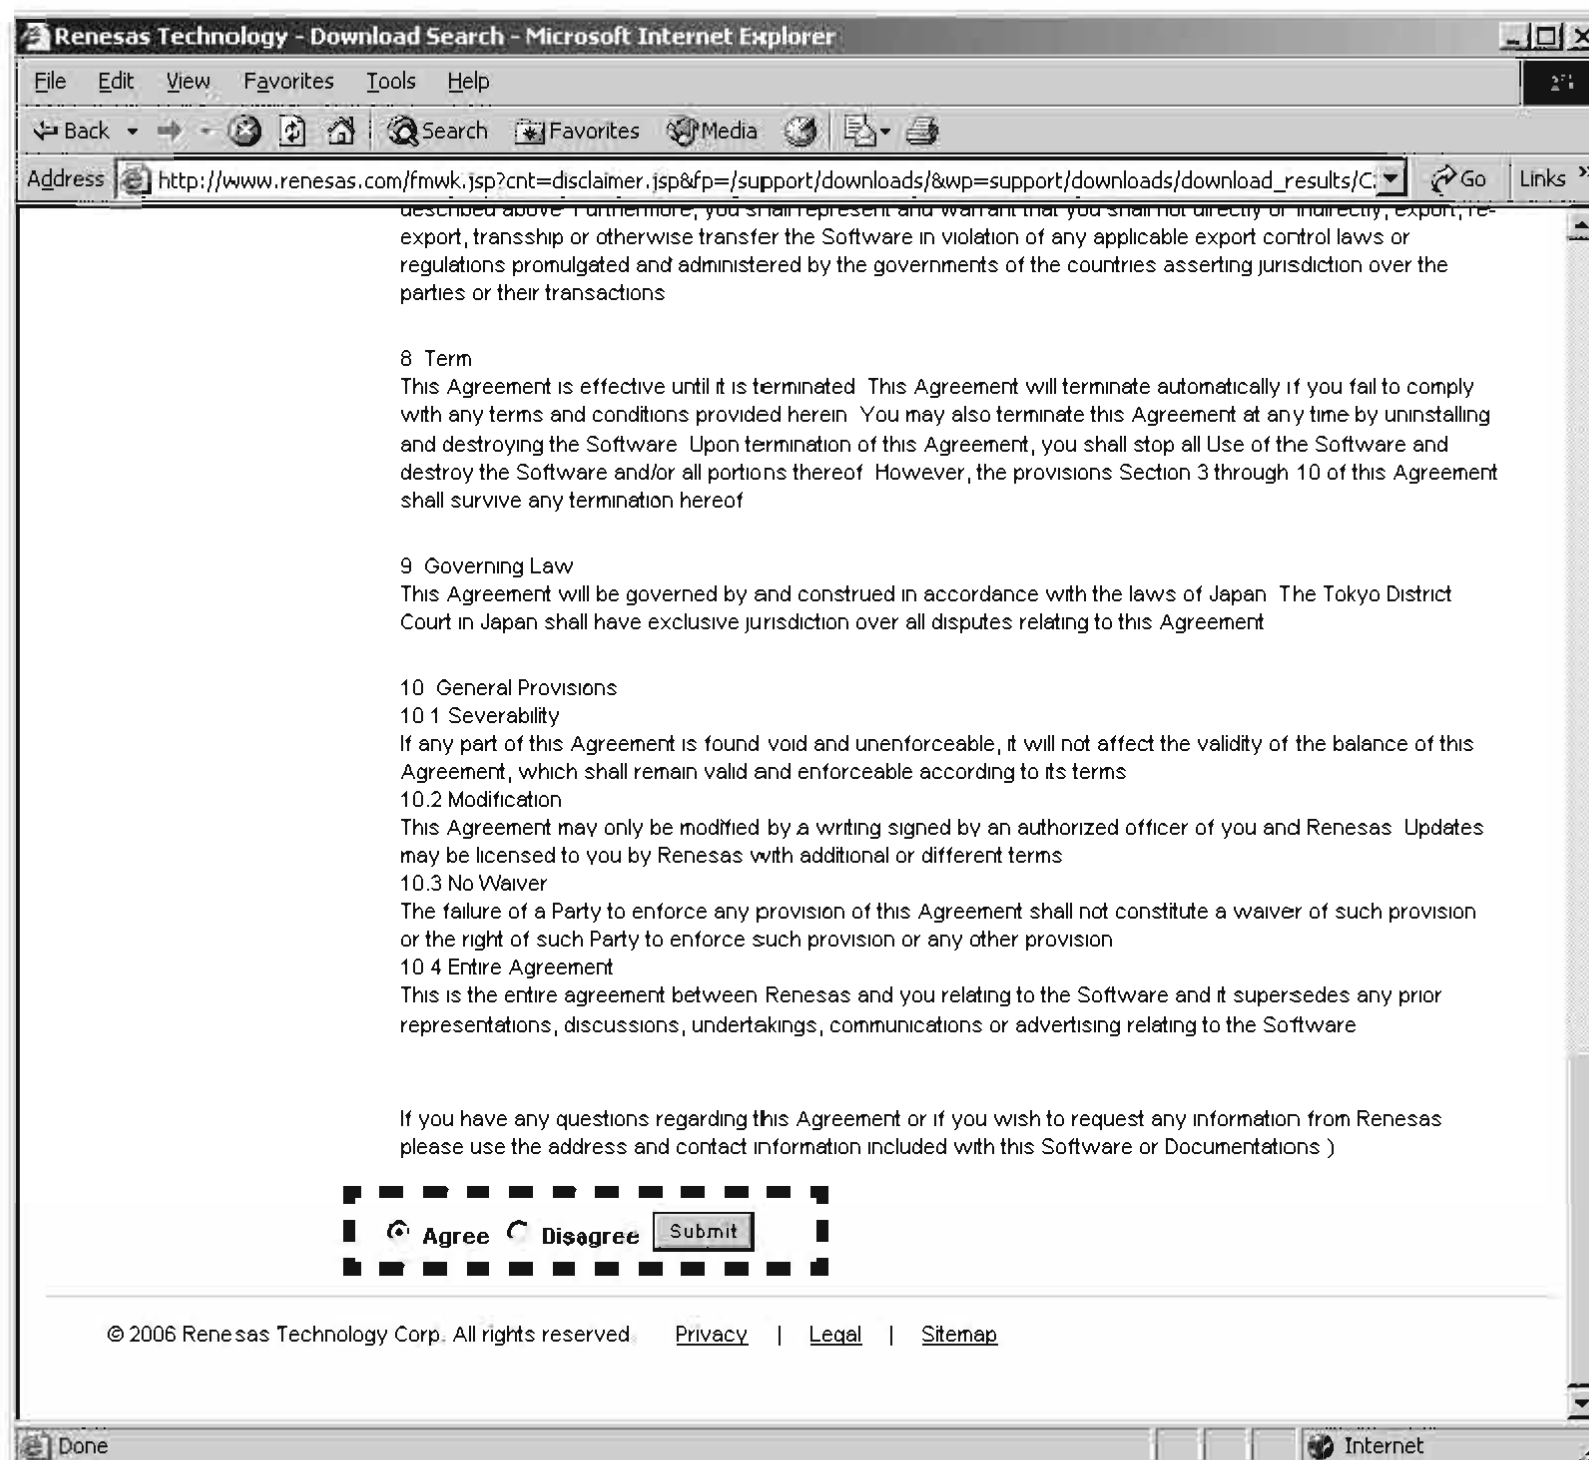 Renesas Technology - Download Search - Microsoft Internet Explorer
File Edit View Favorites Tools Help
Back Search Favorites Media
Address http://www.renesas.com/fmwk.jsp?cnt=disclaimer.jsp&fp=/support/downloads/&wp=support/downloads/download_results/C Go Links »
described above Furthermore, you shall represent and warrant that you shall not directly or indirectly, export, re-
export, transship or otherwise transfer the Software in violation of any applicable export control laws or
regulations promulgated and administered by the governments of the countries asserting jurisdiction over the
parties or their transactions
8 Term
This Agreement is effective until it is terminated This Agreement will terminate automatically if you fail to comply
with any terms and conditions provided herein You may also terminate this Agreement at any time by uninstalling
and destroying the Software Upon termination of this Agreement, you shall stop all Use of the Software and
destroy the Software and/or all portions thereof However, the provisions Section 3 through 10 of this Agreement
shall survive any termination hereof
9 Governing Law
This Agreement will be governed by and construed in accordance with the laws of Japan The Tokyo District
Court in Japan shall have exclusive jurisdiction over all disputes relating to this Agreement
10 General Provisions
10 1 Severability
If any part of this Agreement is found void and unenforceable, it will not affect the validity of the balance of this
Agreement, which shall remain valid and enforceable according to its terms
10.2 Modification
This Agreement may only be modified by a writing signed by an authorized officer of you and Renesas Updates
may be licensed to you by Renesas with additional or different terms
10.3 No Waiver
The failure of a Party to enforce any provision of this Agreement shall not constitute a waiver of such provision
or the right of such Party to enforce such provision or any other provision
10 4 Entire Agreement
This is the entire agreement between Renesas and you relating to the Software and it supersedes any prior
representations, discussions, undertakings, communications or advertising relating to the Software
If you have any questions regarding this Agreement or if you wish to request any information from Renesas
please use the address and contact information included with this Software or Documentations )
Agree Disagree Submit
© 2006 Renesas Technology Corp. All rights reserved Privacy | Legal | Sitemap
Done Internet